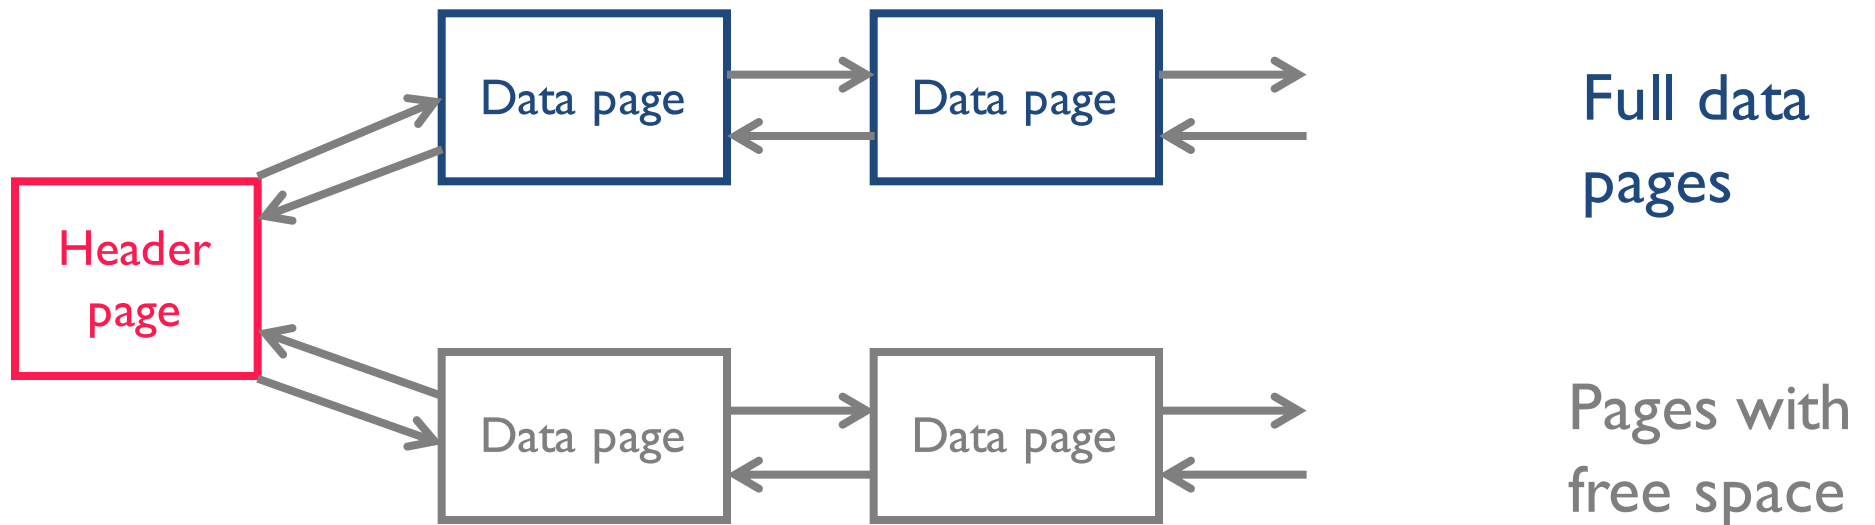 Data page
Data page
Full data
pages
Header
page
Data page
Data page
Pages with
free space